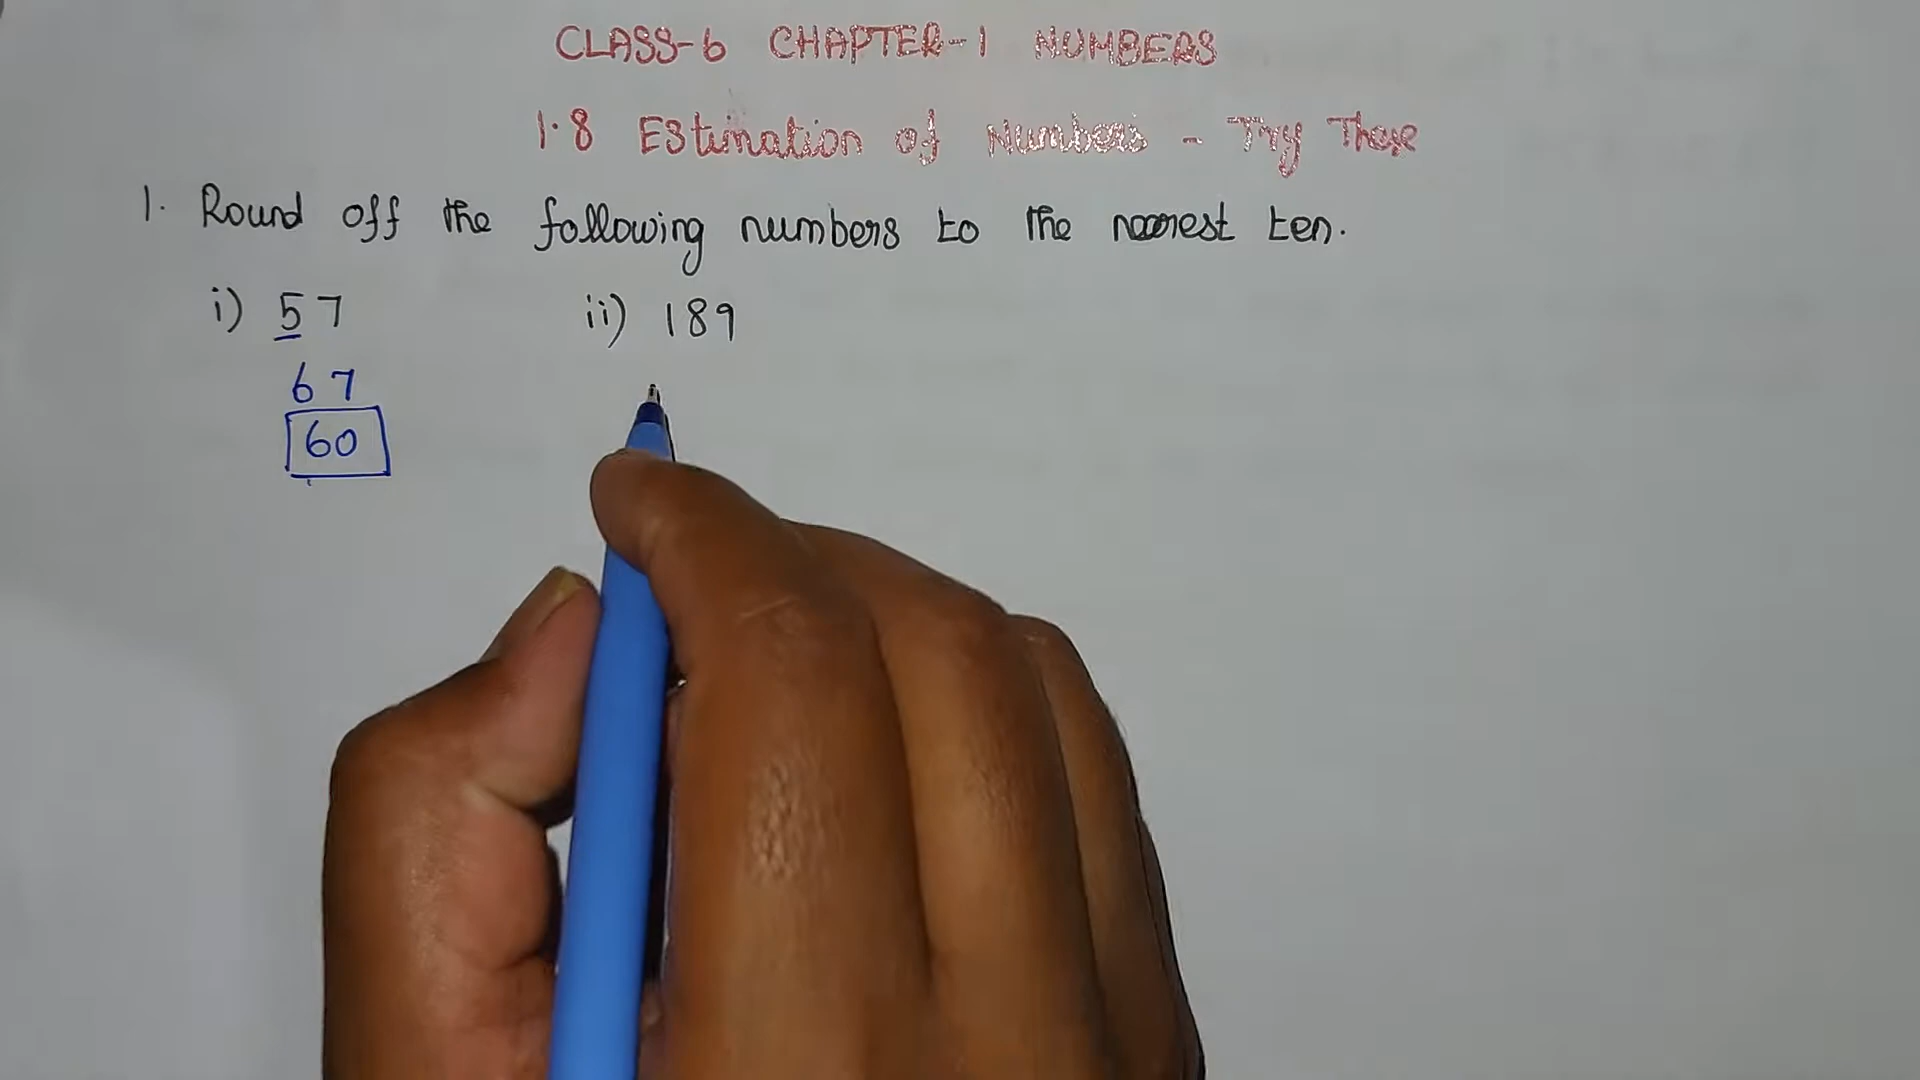 CLASS-6 CHAPTER-1 NUMBERS
1.8 Estimation of Numbers - Try These
1. Round off the following numbers to the nearest ten.
i) 57 ii) 189
67
60